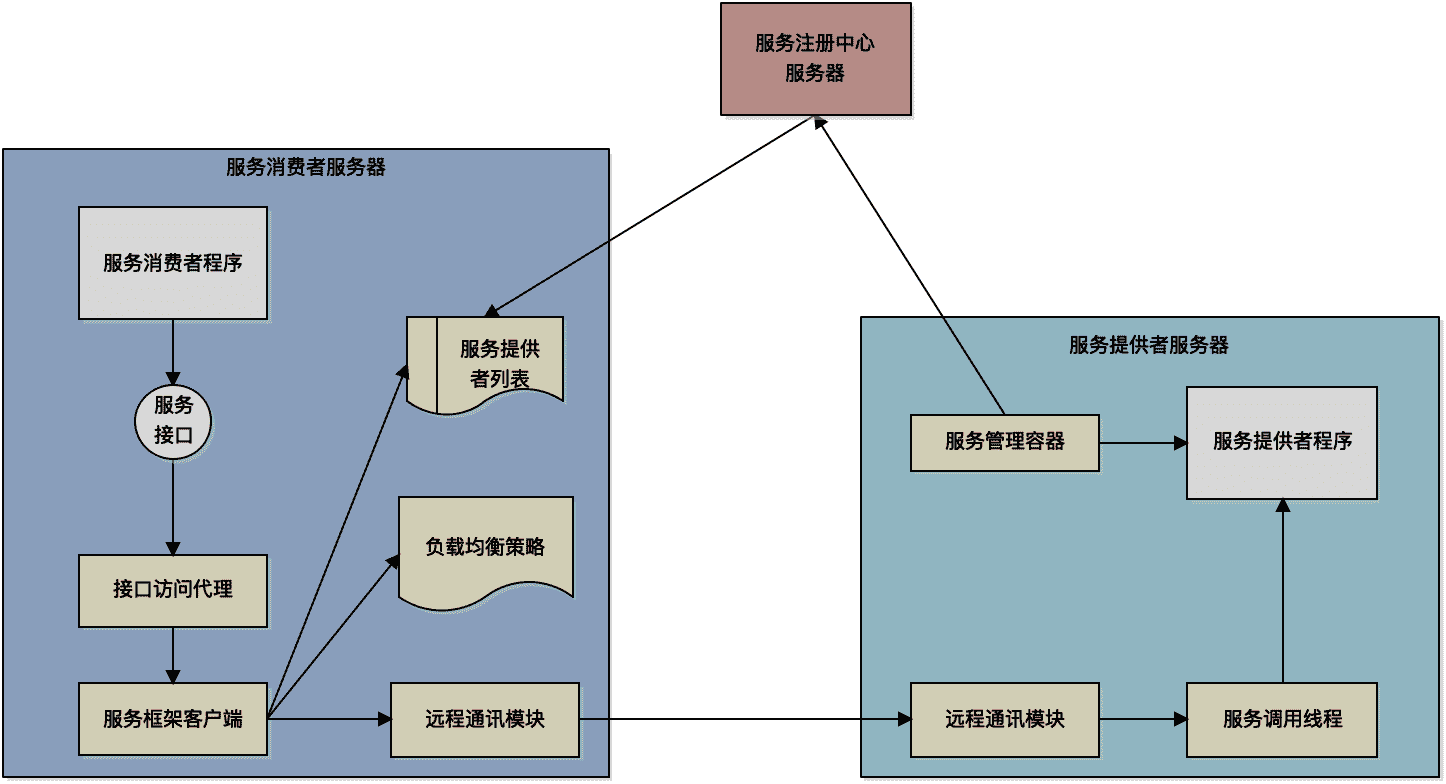 服务注册中心
服务器
服务消费者服务器
服务消费者程序
服务提供
者列表
服务
接口
负载均衡策略
接口访问代理
服务框架客户端
远程通讯模块
服务提供者服务器
服务管理容器
服务提供者程序
远程通讯模块
服务调用线程